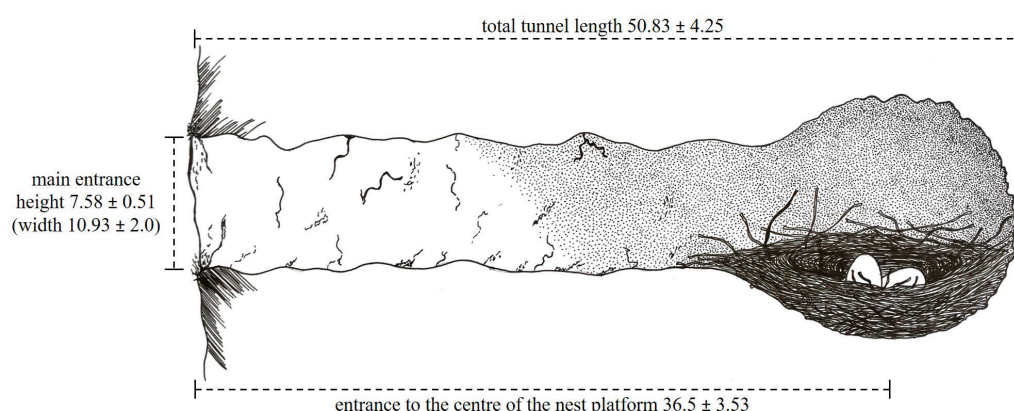 total tunnel length 50.83 ± 4.25
main entrance
height 7.58 ± 0.51
(width 10.93 ± 2.0)
entrance to the centre of the nest platform 36.5 ± 3.53